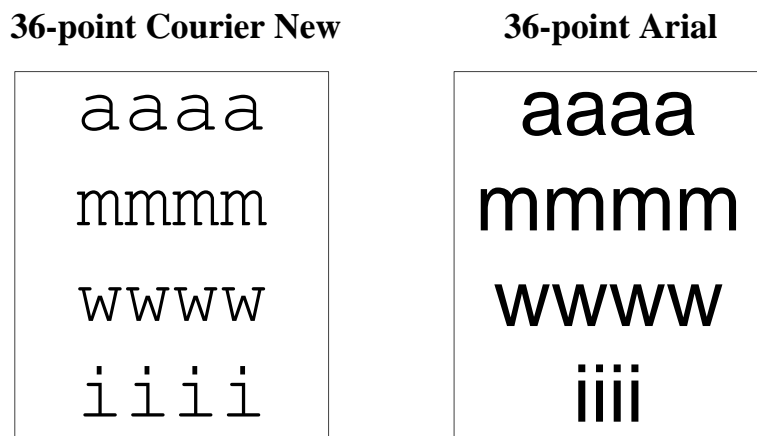 36-point Courier New
aaaa
mmmm
wwww
iiii
36-point Arial
aaaa
mmmm
wwww
iiii